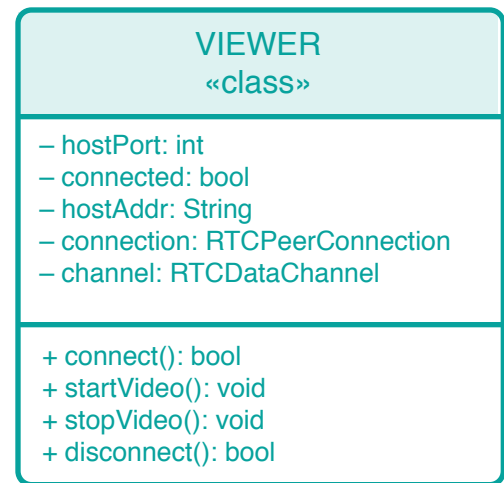 VIEWER
«class»
– hostPort: int
– connected: bool
– hostAddr: String
– connection: RTCPeerConnection
– channel: RTCDataChannel
+ connect(): bool
+ startVideo(): void
+ stopVideo(): void
+ disconnect(): bool